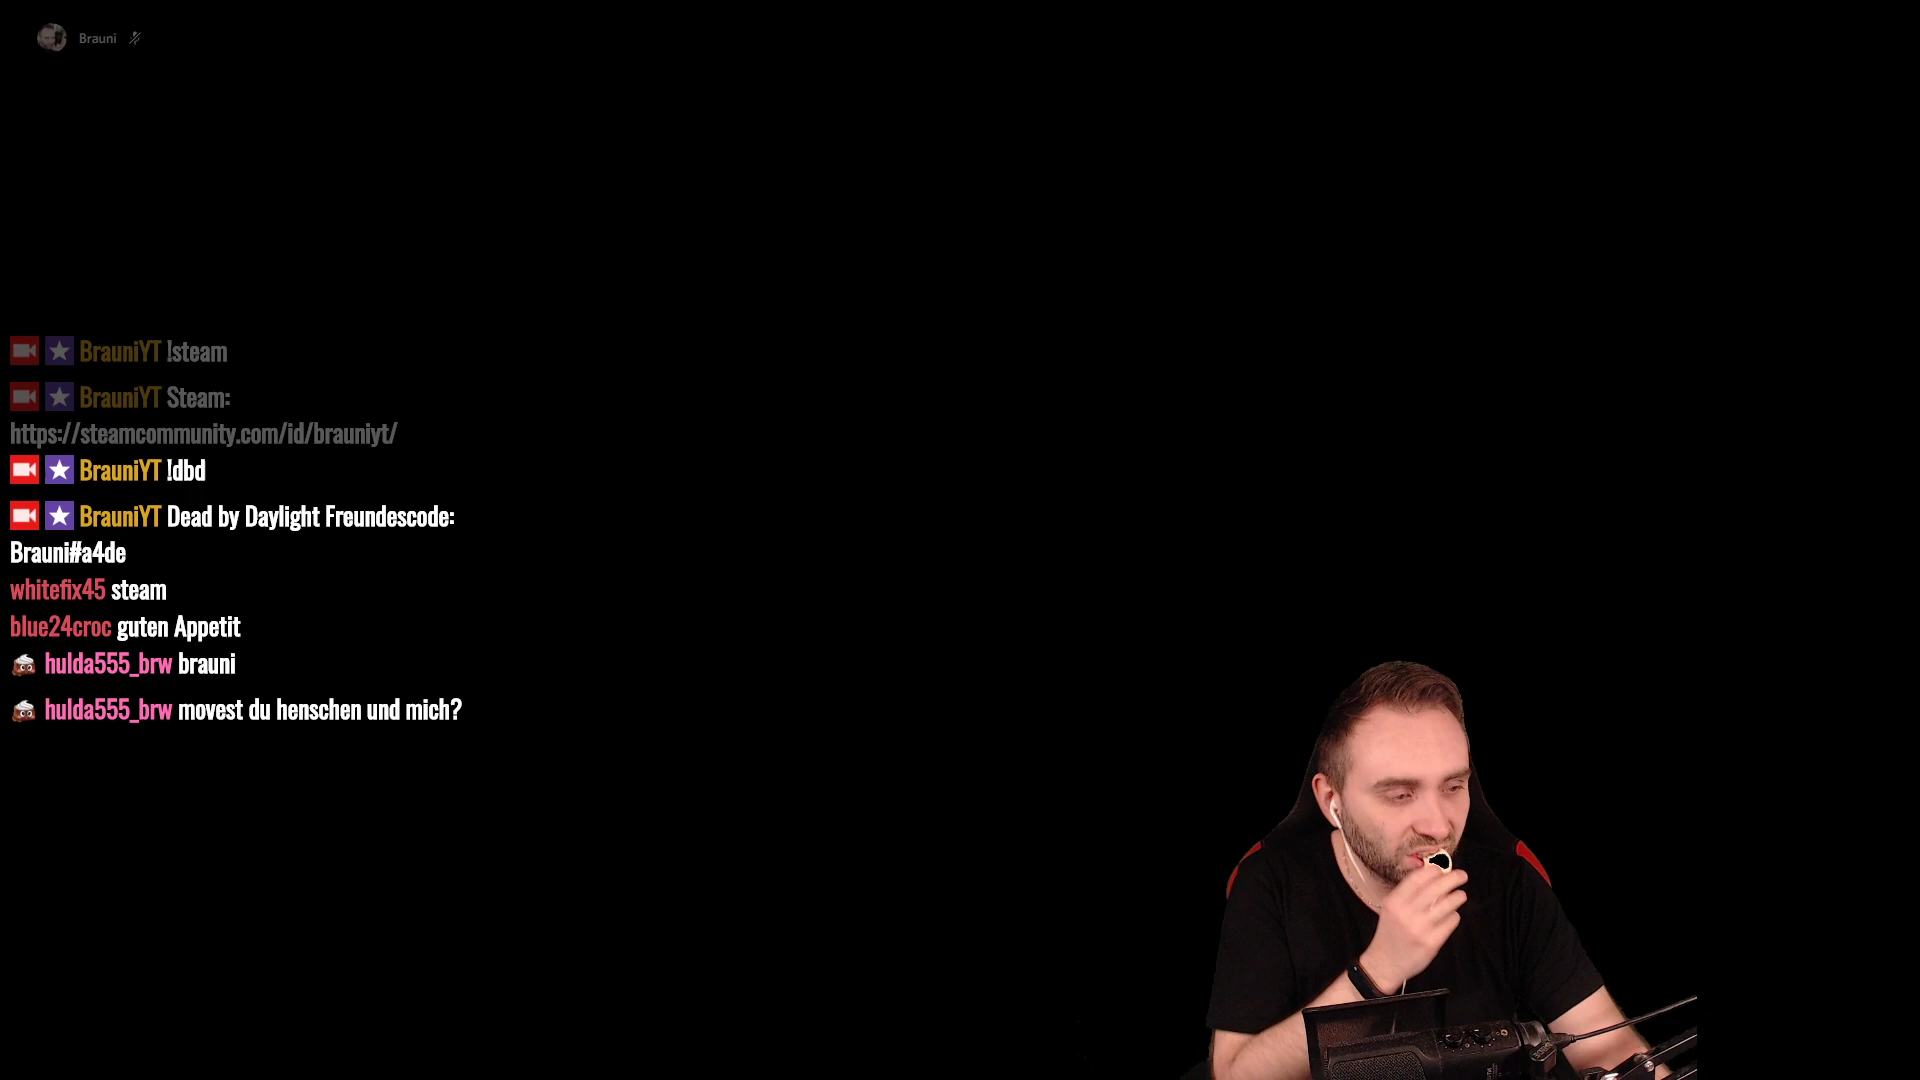 Brauni
BrauniYT !steam
BrauniYT Steam:
https://steamcommunity.com/id/brauniyt/
BrauniYT !dbd
BrauniYT Dead by Daylight Freundescode:
Brauni#a4de
whitefix45 steam
blue24croc guten Appetit
hulda555_brw brauni
hulda555_brw movest du henschen und mich?